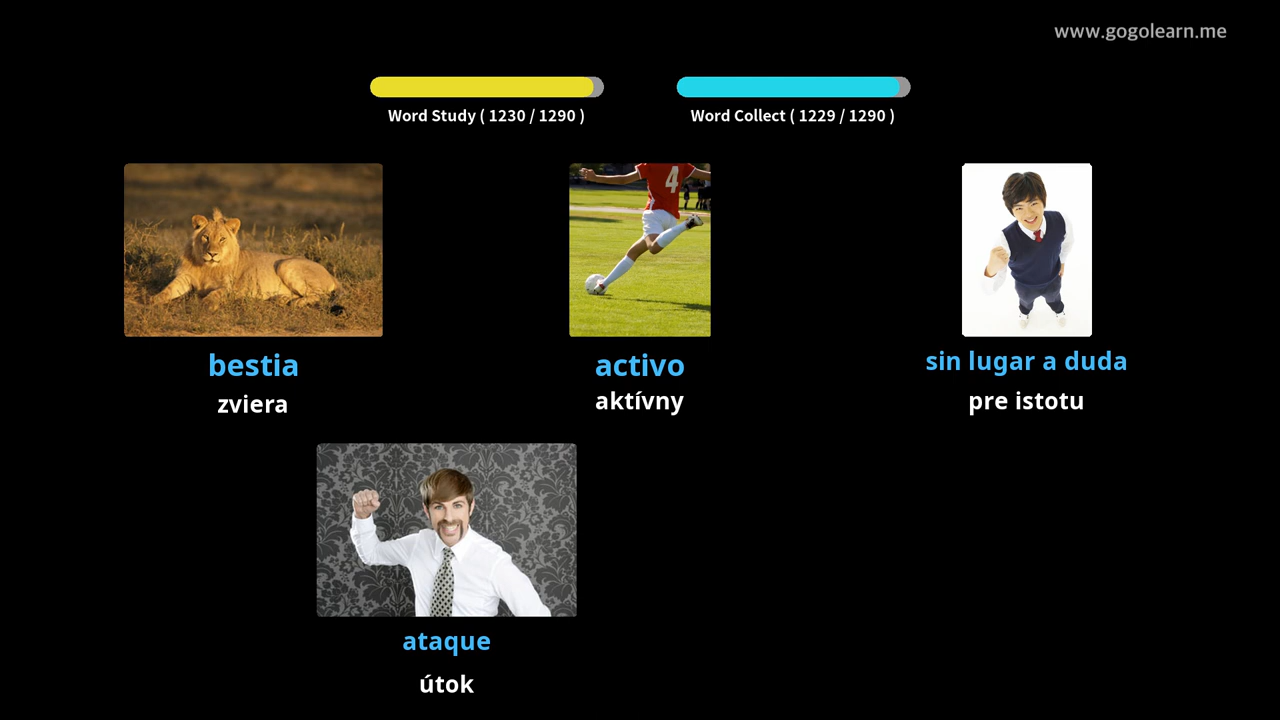 www.gogolearn.me
Word Study ( 1230 / 1290 )
Word Collect ( 1229 / 1290 )
4
bestia
activo
sin lugar a duda
zviera
aktívny
pre istotu
ataque
útok